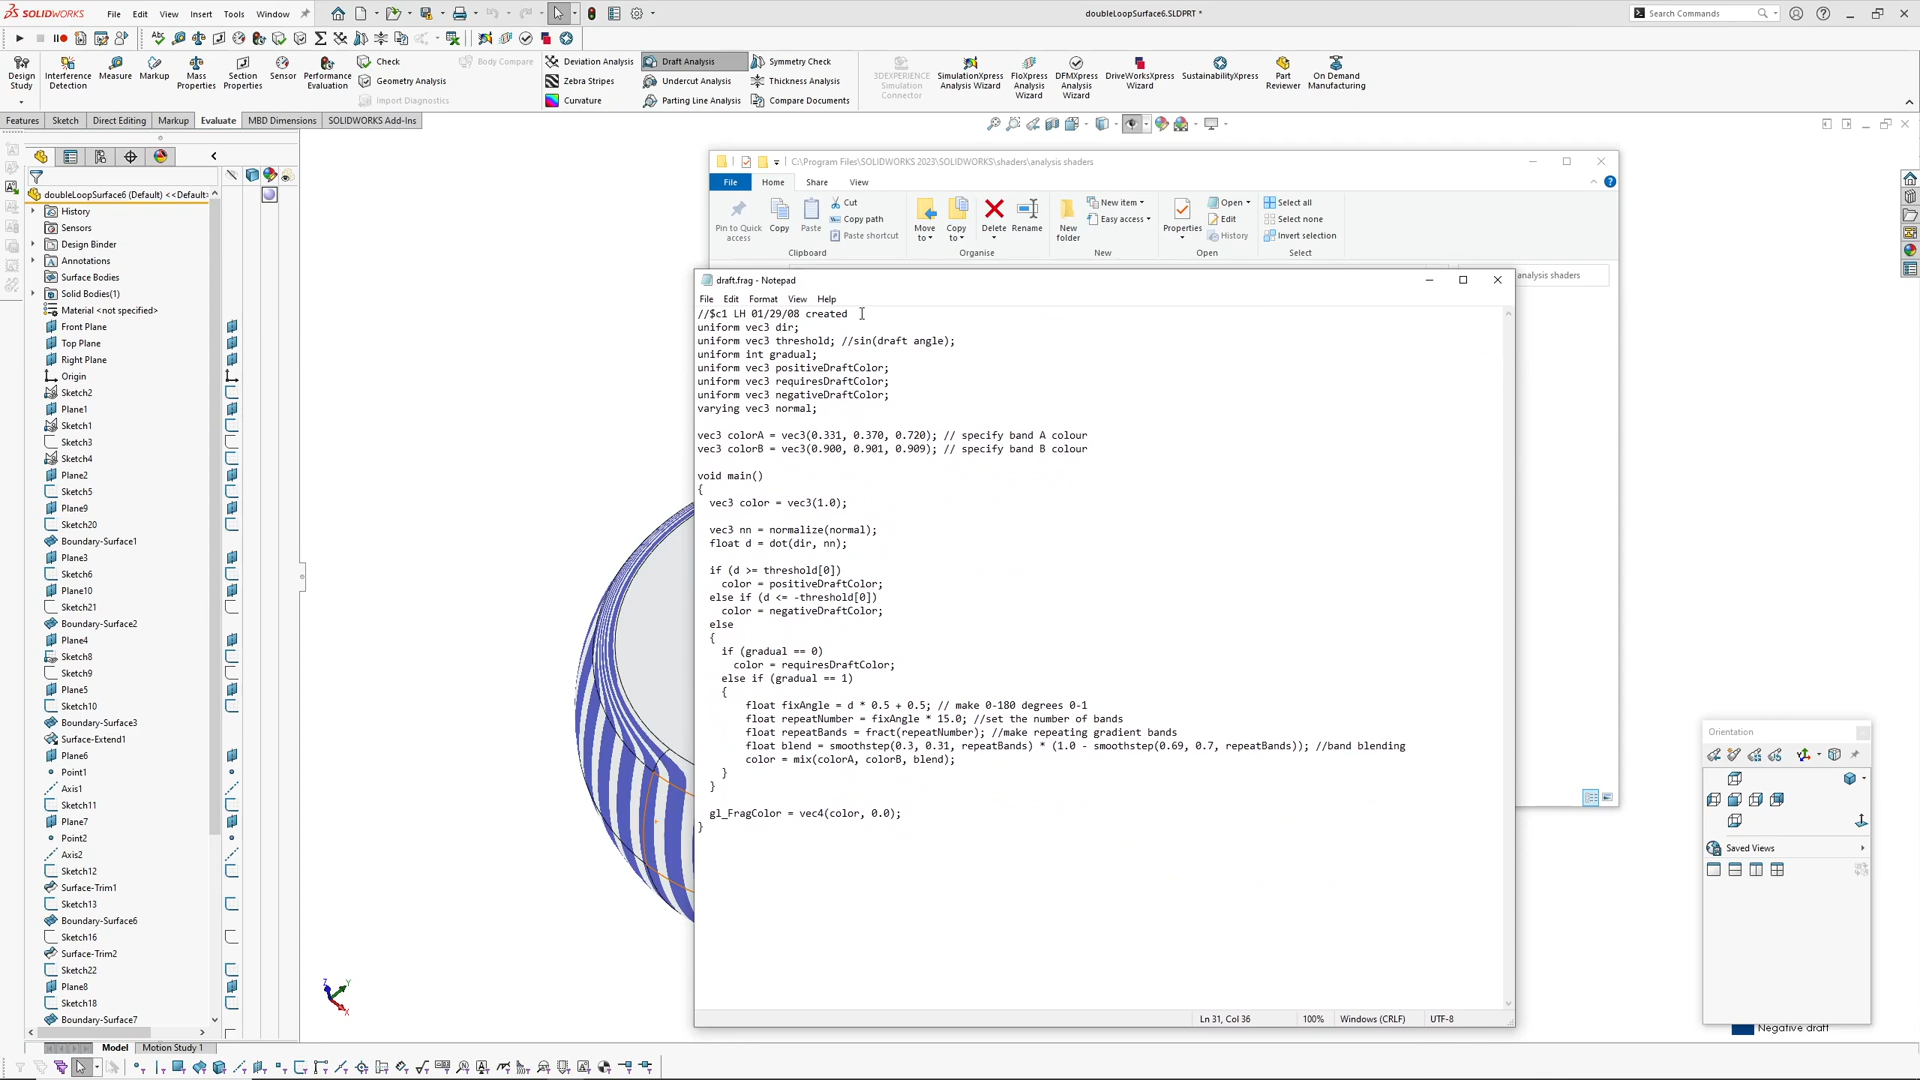 SOLIDWORKS File Edit View Insert Tools Window doubleLoopSurface6.SLDPRT * Search Commands
Design Study
Interference Detection
Measure
Markup
Mass Properties
Section Properties
Sensor
Performance Evaluation
Check
Geometry Analysis
Import Diagnostics
Body Compare
Deviation Analysis
Zebra Stripes
Curvature
Draft Analysis
Undercut Analysis
Parting Line Analysis
Symmetry Check
Thickness Analysis
Compare Documents
3DEXPERIENCE Simulation Connector
SimulationXpress Analysis Wizard
FloXpress Analysis Wizard
DFMXpress Analysis Wizard
DriveWorksXpress Wizard
SustainabilityXpress
Part Reviewer
On Demand Manufacturing
Features Sketch Direct Editing Markup Evaluate MBD Dimensions SOLIDWORKS Add-Ins
doubleLoopSurface6 (Default) <<Default>
History
Sensors
Design Binder
Annotations
Surface Bodies
Solid Bodies(1)
Material <not specified>
Front Plane
Top Plane
Right Plane
Origin
Sketch2
Plane1
Sketch1
Sketch3
Sketch4
Plane2
Sketch5
Plane9
Sketch20
Boundary-Surface1
Plane3
Sketch6
Plane10
Sketch21
Boundary-Surface2
Plane4
Sketch8
Sketch9
Plane5
Sketch10
Boundary-Surface3
Surface-Extend1
Plane6
Point1
Axis1
Sketch11
Plane7
Point2
Axis2
Sketch12
Surface-Trim1
Sketch13
Boundary-Surface6
Sketch16
Surface-Trim2
Sketch22
Plane8
Sketch18
Boundary-Surface7
Z Y X
C:\Program Files\SOLIDWORKS 2023\SOLIDWORKS\shaders\analysis shaders
File Home Share View
Pin to Quick access
Copy
Paste
Cut
Copy path
Paste shortcut
Clipboard
Move to
Copy to
Delete
Rename
Organise
New folder
New item
Easy access
New
Properties
Open
Edit
History
Open
Select all
Select none
Invert selection
Select
analysis shaders
draft.frag - Notepad
File Edit Format View Help
//$c1 LH 01/29/08 created
uniform vec3 dir;
uniform vec3 threshold; //sin(draft angle);
uniform int gradual;
uniform vec3 positiveDraftColor;
uniform vec3 requiresDraftColor;
uniform vec3 negativeDraftColor;
varying vec3 normal;
vec3 colorA = vec3(0.331, 0.370, 0.720); // specify band A colour
vec3 colorB = vec3(0.900, 0.901, 0.909); // specify band B colour
void main()
{
vec3 color = vec3(1.0);
vec3 nn = normalize(normal);
float d = dot(dir, nn);
if (d >= threshold[0])
color = positiveDraftColor;
else if (d <= -threshold[0])
color = negativeDraftColor;
else
{
if (gradual == 0)
color = requiresDraftColor;
else if (gradual == 1)
{
float fixAngle = d * 0.5 + 0.5; // make 0-180 degrees 0-1
float repeatNumber = fixAngle * 15.0; //set the number of bands
float repeatBands = fract(repeatNumber); //make repeating gradient bands
float blend = smoothstep(0.3, 0.31, repeatBands) * (1.0 - smoothstep(0.69, 0.7, repeatBands)); //band blending
color = mix(colorA, colorB, blend);
}
}
gl_FragColor = vec4(color, 0.0);
}
Ln 31, Col 36 100% Windows (CRLF) UTF-8
Orientation
Saved Views
Negative draft
Model Motion Study 1